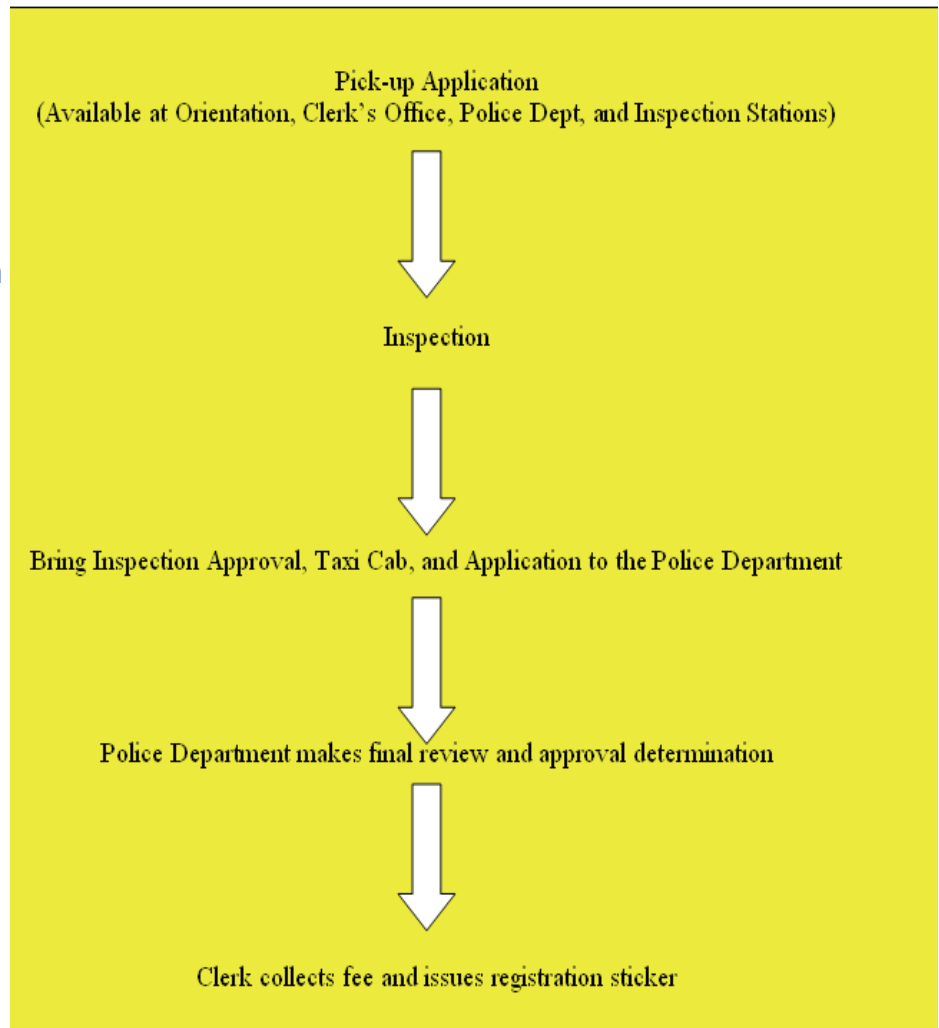 Pick-up Application
(Available at Orientation, Clerk's Office, Police Dept, and Inspection Stations)
Inspection
Bring Inspection Approval, Taxi Cab, and Application to the Police Department
Police Department makes final review and approval determination
Clerk collects fee and issues registration sticker